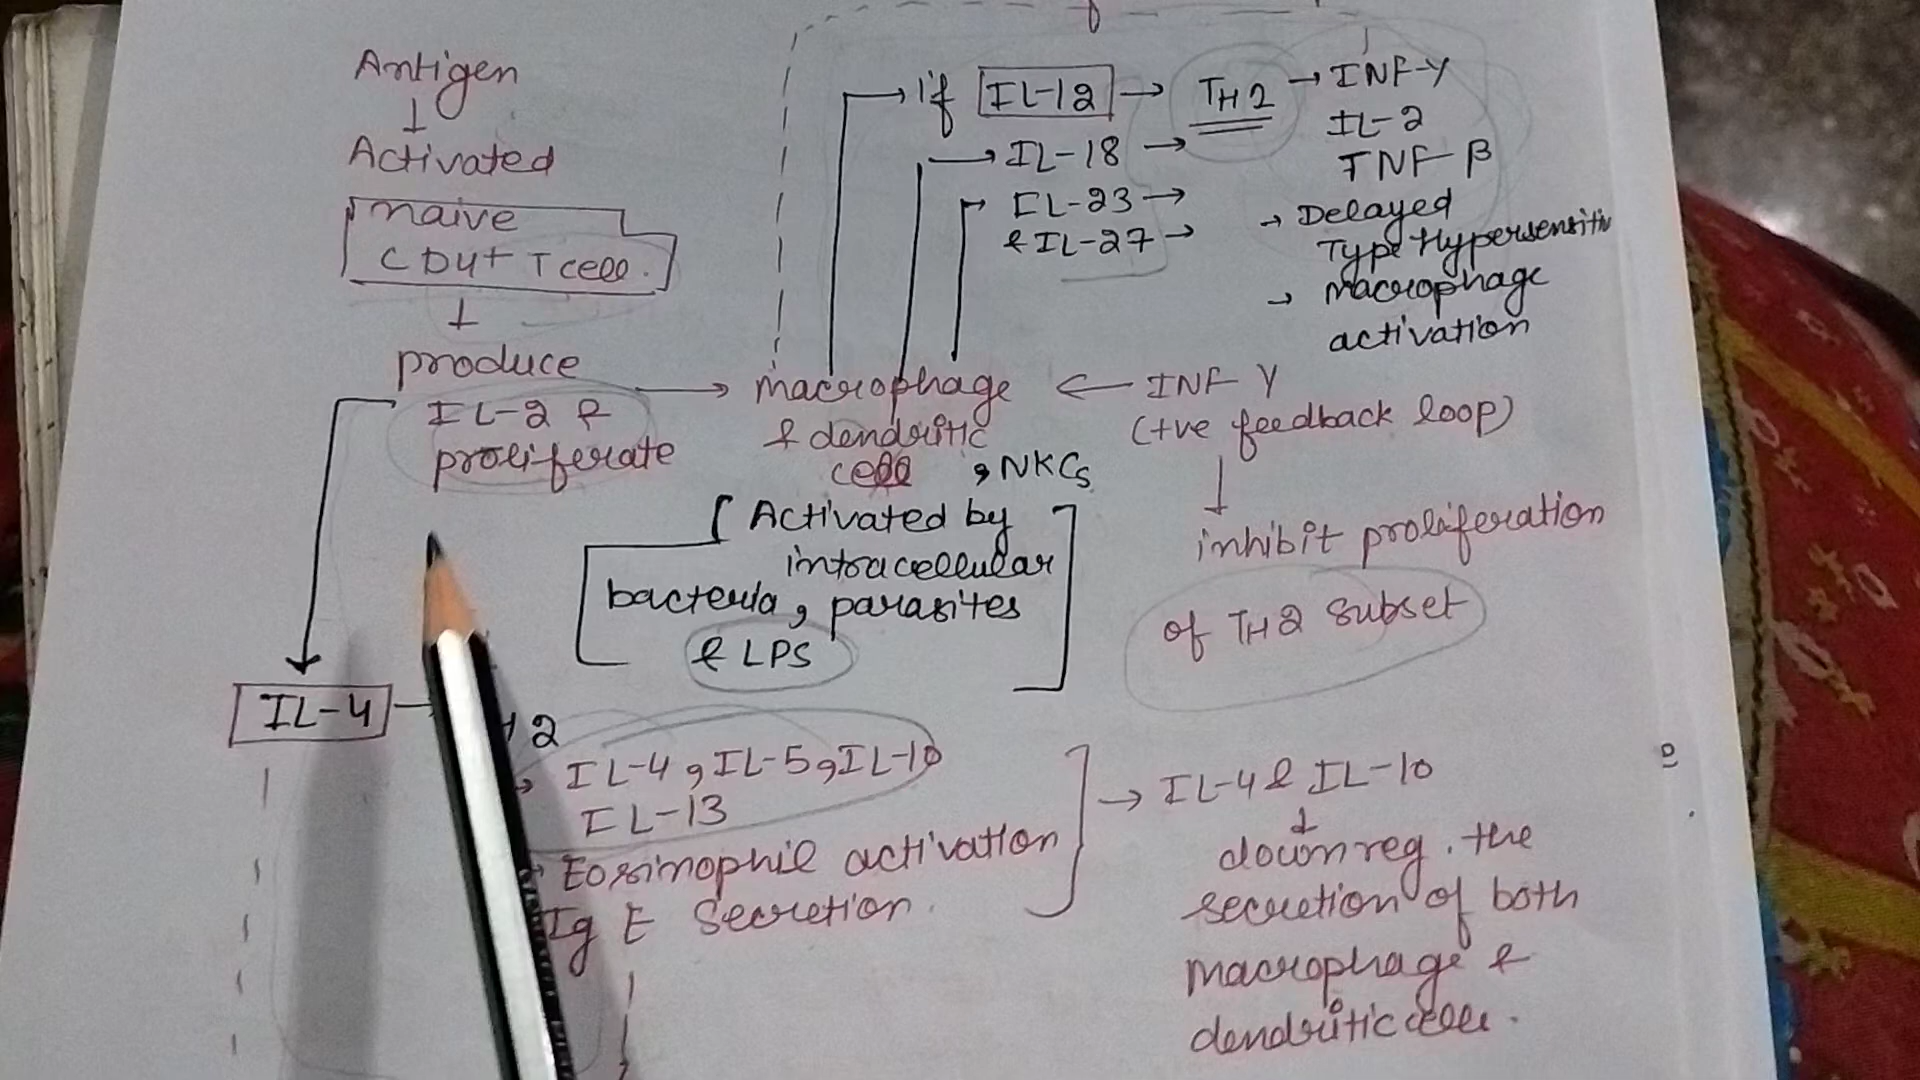 Antigen
Activated
naive
CD4+ T cell.
produce
IL-2 &
proliferate
if IL-12 → TH2 → INF-γ
IL-18 → IL-2
TNF-β
IL-23 →
& IL-27 →
→ Delayed
Type Hypersensitiv
→ macrophage
activation
macrophage ← INF γ
& dendritic (+ve feedback loop)
cell , NKCs
[Activated by
intracellular
bacteria, parasites
& LPS]
inhibit proliferation
of TH2 subset
IL-4
H2
→ IL-4, IL-5, IL-10
IL-13
Eosinophil activation
Ig E Secretion.
→ IL-4 & IL-10
downreg. the
secretion of both
macrophage &
dendritic cell.